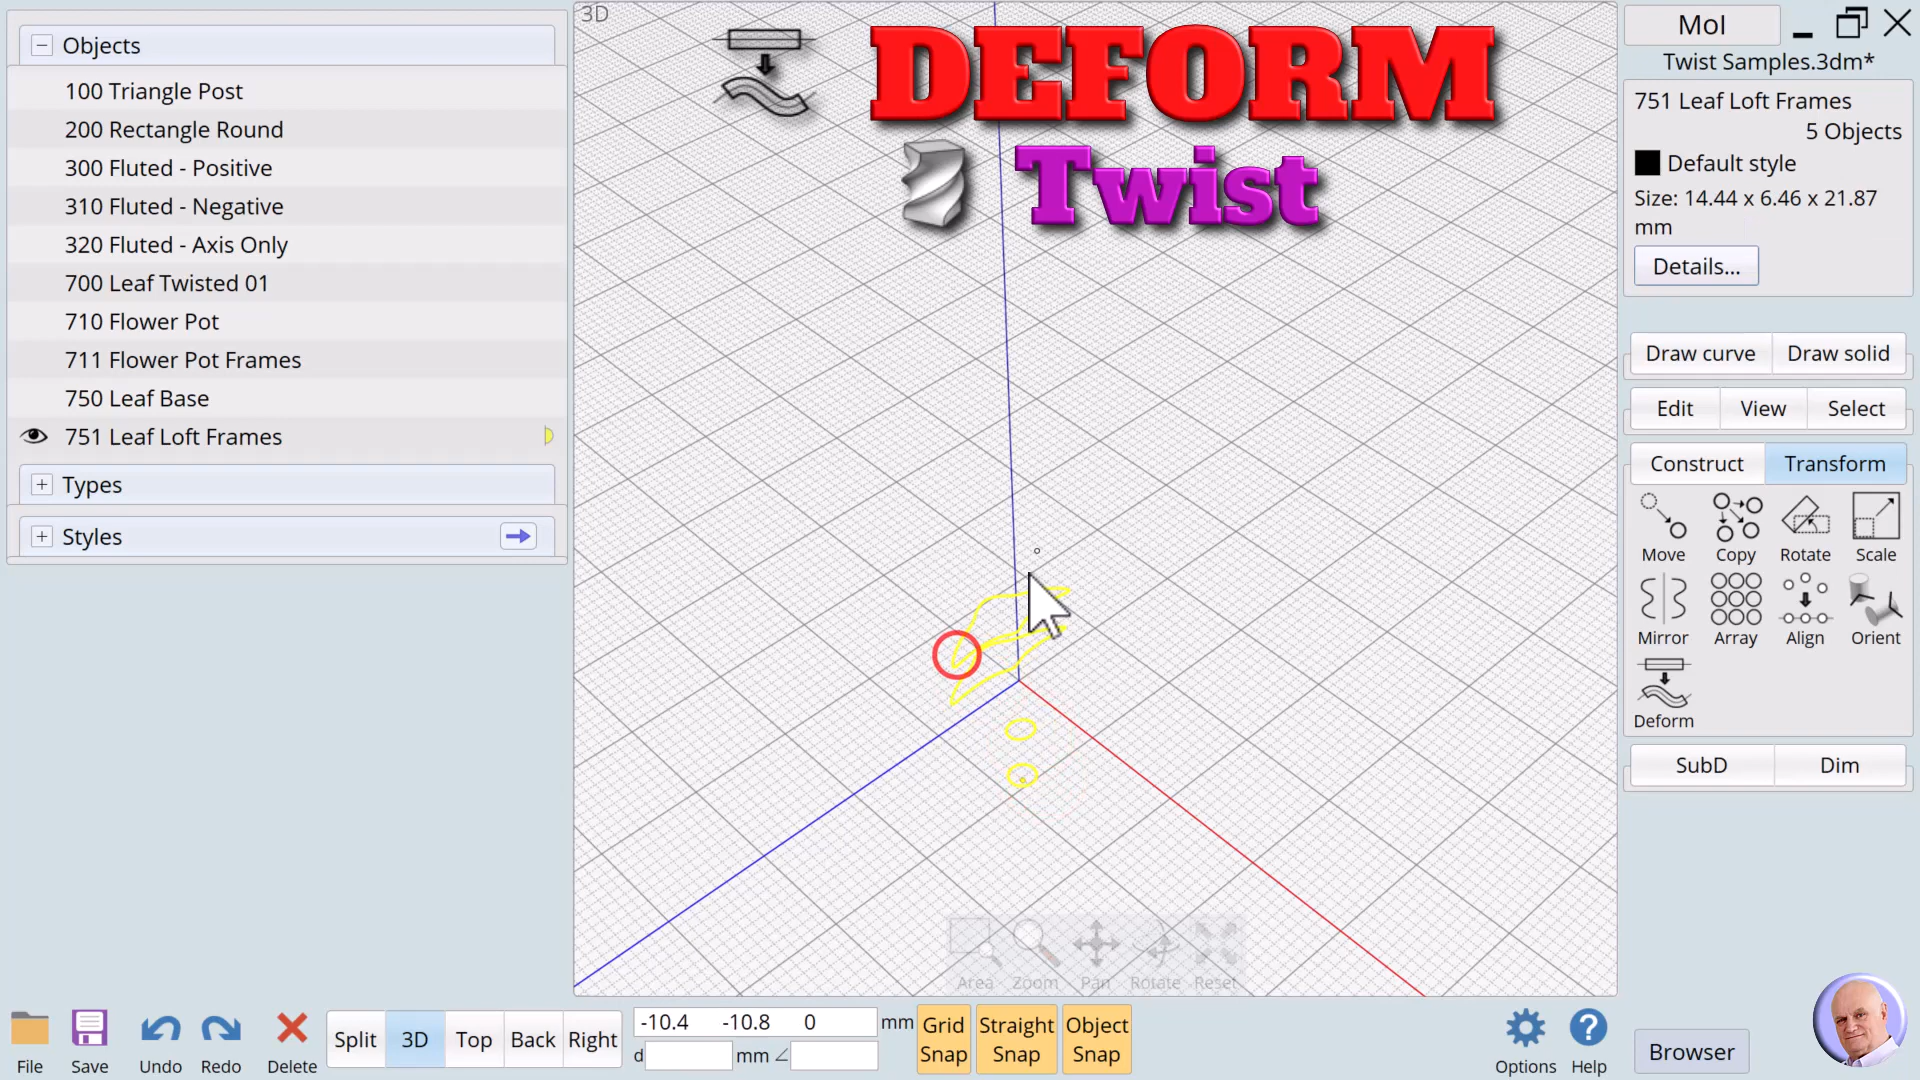 Objects
100 Triangle Post
200 Rectangle Round
300 Fluted - Positive
310 Fluted - Negative
320 Fluted - Axis Only
700 Leaf Twisted 01
710 Flower Pot
711 Flower Pot Frames
750 Leaf Base
751 Leaf Loft Frames
Types
Styles
3D
DEFORM
Twist
MoI
Twist Samples.3dm*
751 Leaf Loft Frames
5 Objects
Default style
Size: 14.44 x 6.46 x 21.87
mm
Details...
Draw curve Draw solid
Edit View Select
Construct Transform
Move Copy Rotate Scale
Mirror Array Align Orient
Deform
SubD Dim
Area Zoom Pan Rotate Reset
File Save Undo Redo Delete
Split 3D Top Back Right
-10.4 -10.8 0 mm
d mm ∠
Grid Snap
Straight Snap
Object Snap
Options Help
Browser